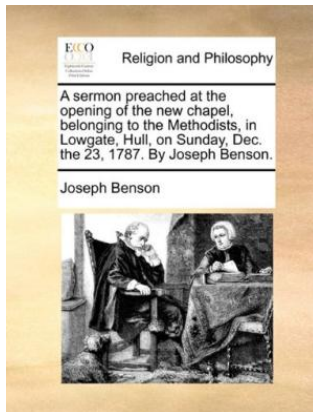 ECCO
Religion and Philosophy
A sermon preached at the
opening of the new chapel,
belonging to the Methodists, in
Lowgate, Hull, on Sunday, Dec.
the 23, 1787. By Joseph Benson.
Joseph Benson